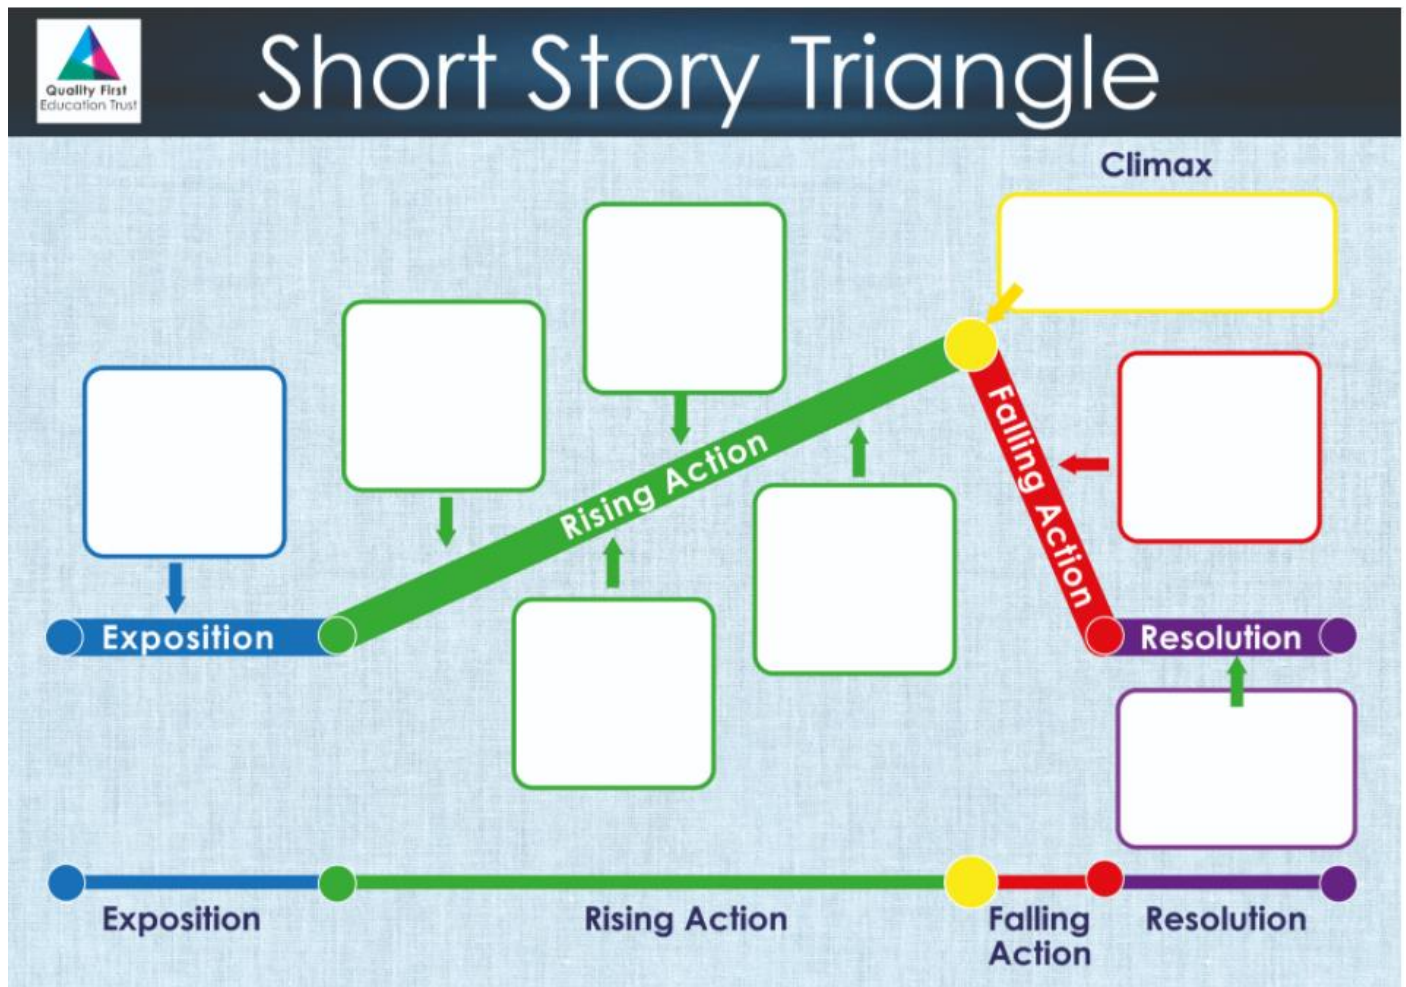 Quality First
Education Trust
Short Story Triangle
Climax
Rising Action
Falling Action
Exposition
Resolution
Exposition
Rising Action
Falling
Action
Resolution